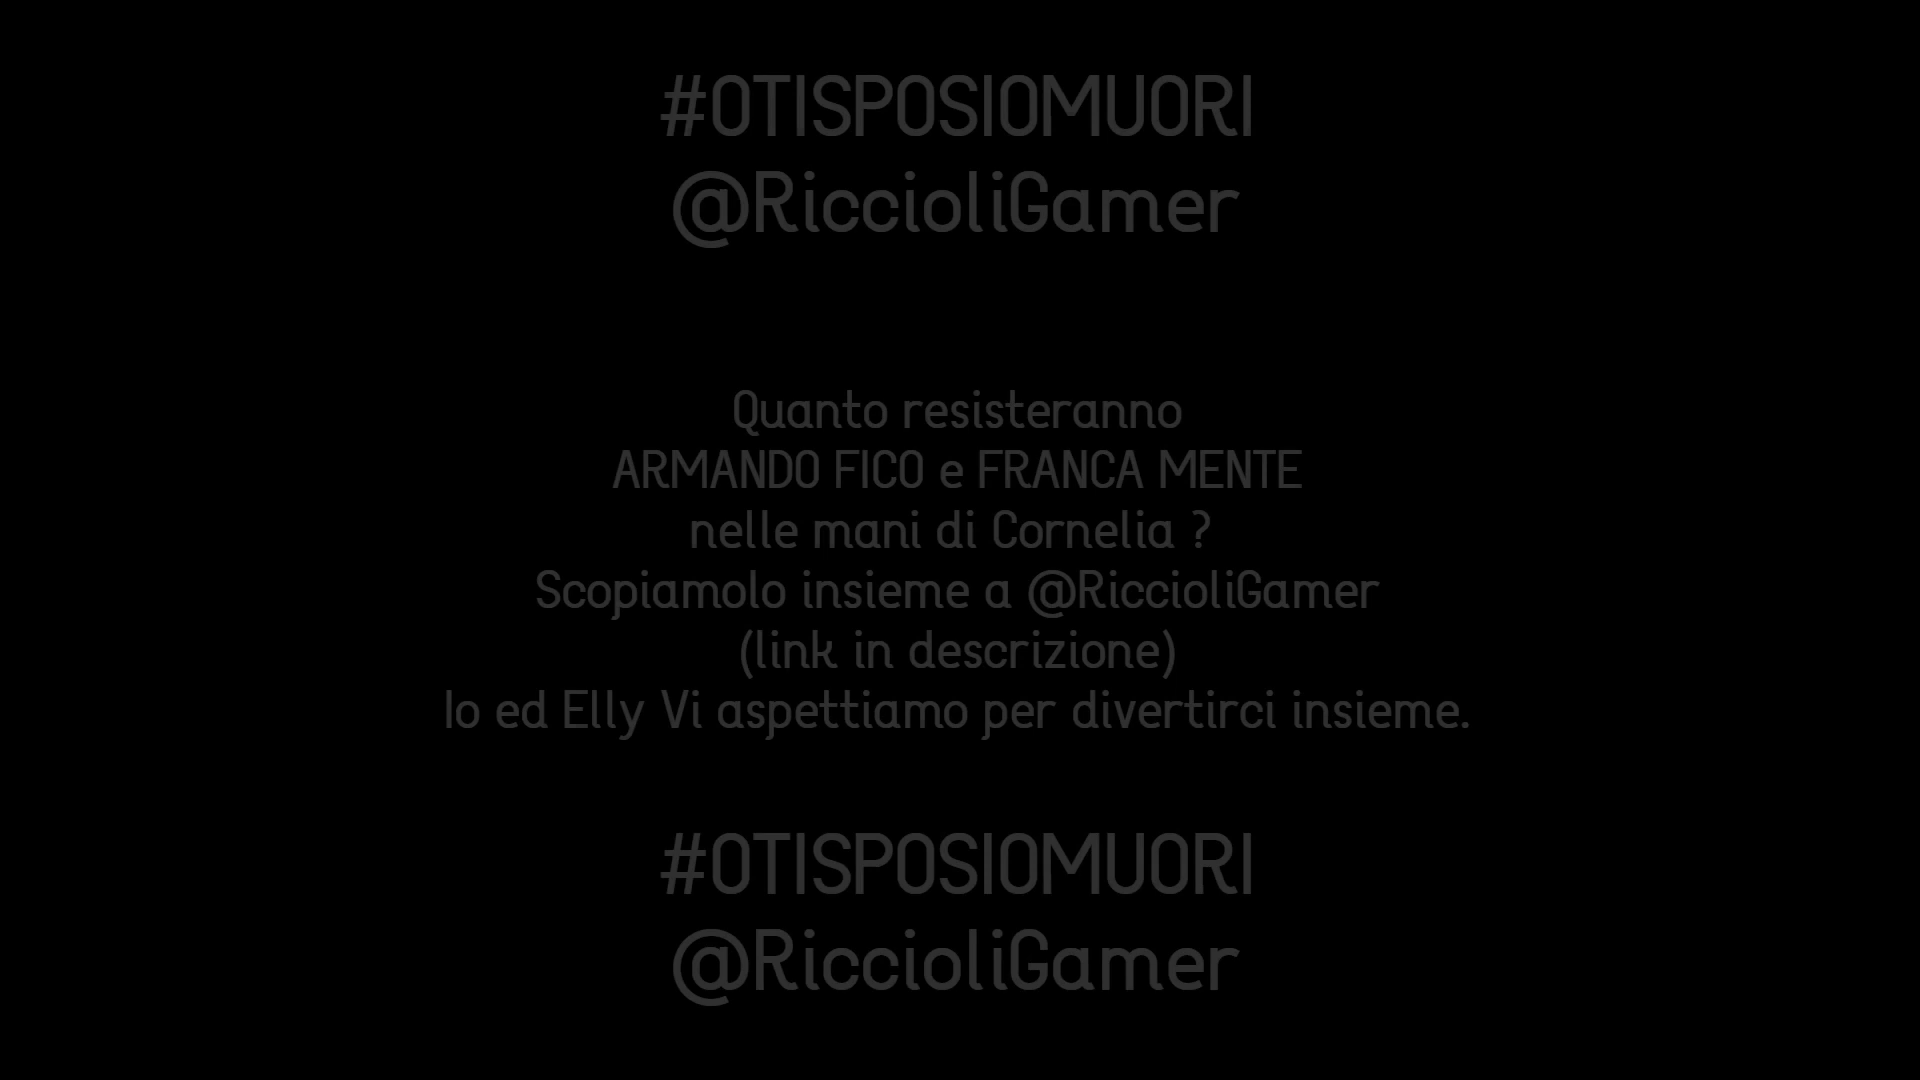 #OTISPOSIOMUORI
@RiccioliGamer
Quanto resisteranno
ARMANDO FICO e FRANCA MENTE
nelle mani di Cornelia ?
Scopiamolo insieme a @RiccioliGamer
(link in descrizione)
Io ed Elly Vi aspettiamo per divertirci insieme.
#OTISPOSIOMUORI
@RiccioliGamer